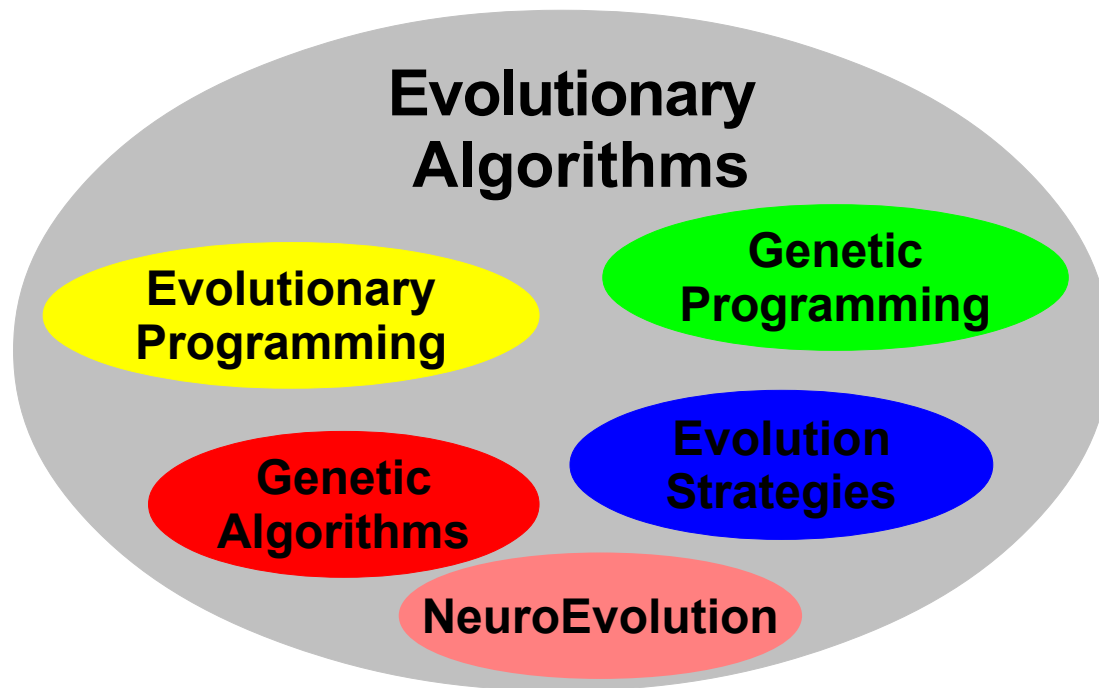 Evolutionary
Algorithms
Evolutionary
Programming
Genetic
Programming
Genetic
Algorithms
Evolution
Strategies
NeuroEvolution